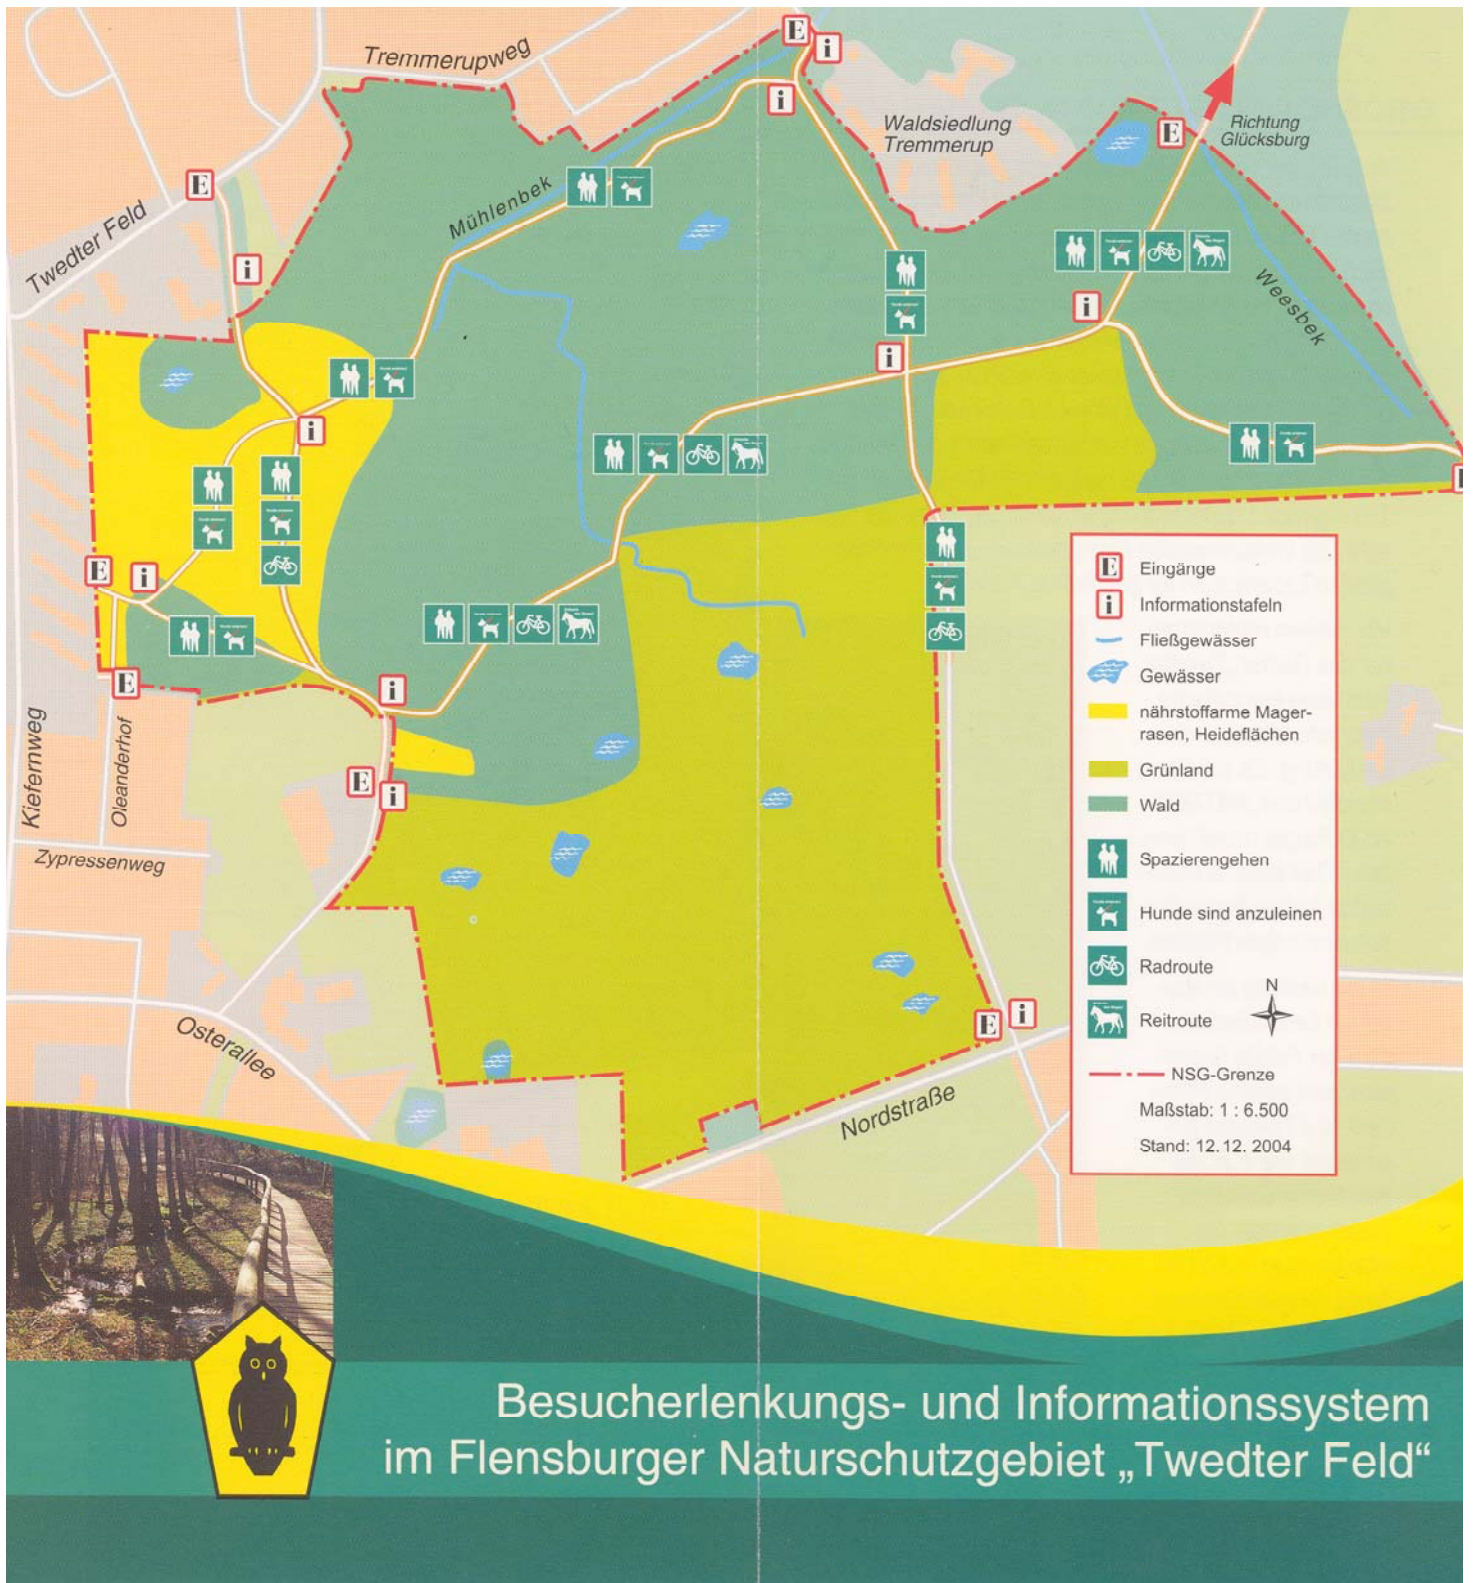 Tremmerupweg
E
i
i
Waldsiedlung
Tremmerup
E
Richtung
Glücksburg
E
Twedter Feld
Mühlenbek
i
Weesbek
i
i
i
E
i
E
i
E
i
Kiefernweg
Oleanderhof
Zypressenweg
Osterallee
E
i
Nordstraße
E
Eingänge
i
Informationstafeln
Fließgewässer
Gewässer
nährstoffarme Mager-
rasen, Heideflächen
Grünland
Wald
Spazierengehen
Hunde sind anzuleinen
Radroute
N
Reitroute
NSG-Grenze
Maßstab: 1 : 6.500
Stand: 12.12. 2004
Besucherlenkungs- und Informationssystem
im Flensburger Naturschutzgebiet „Twedter Feld“